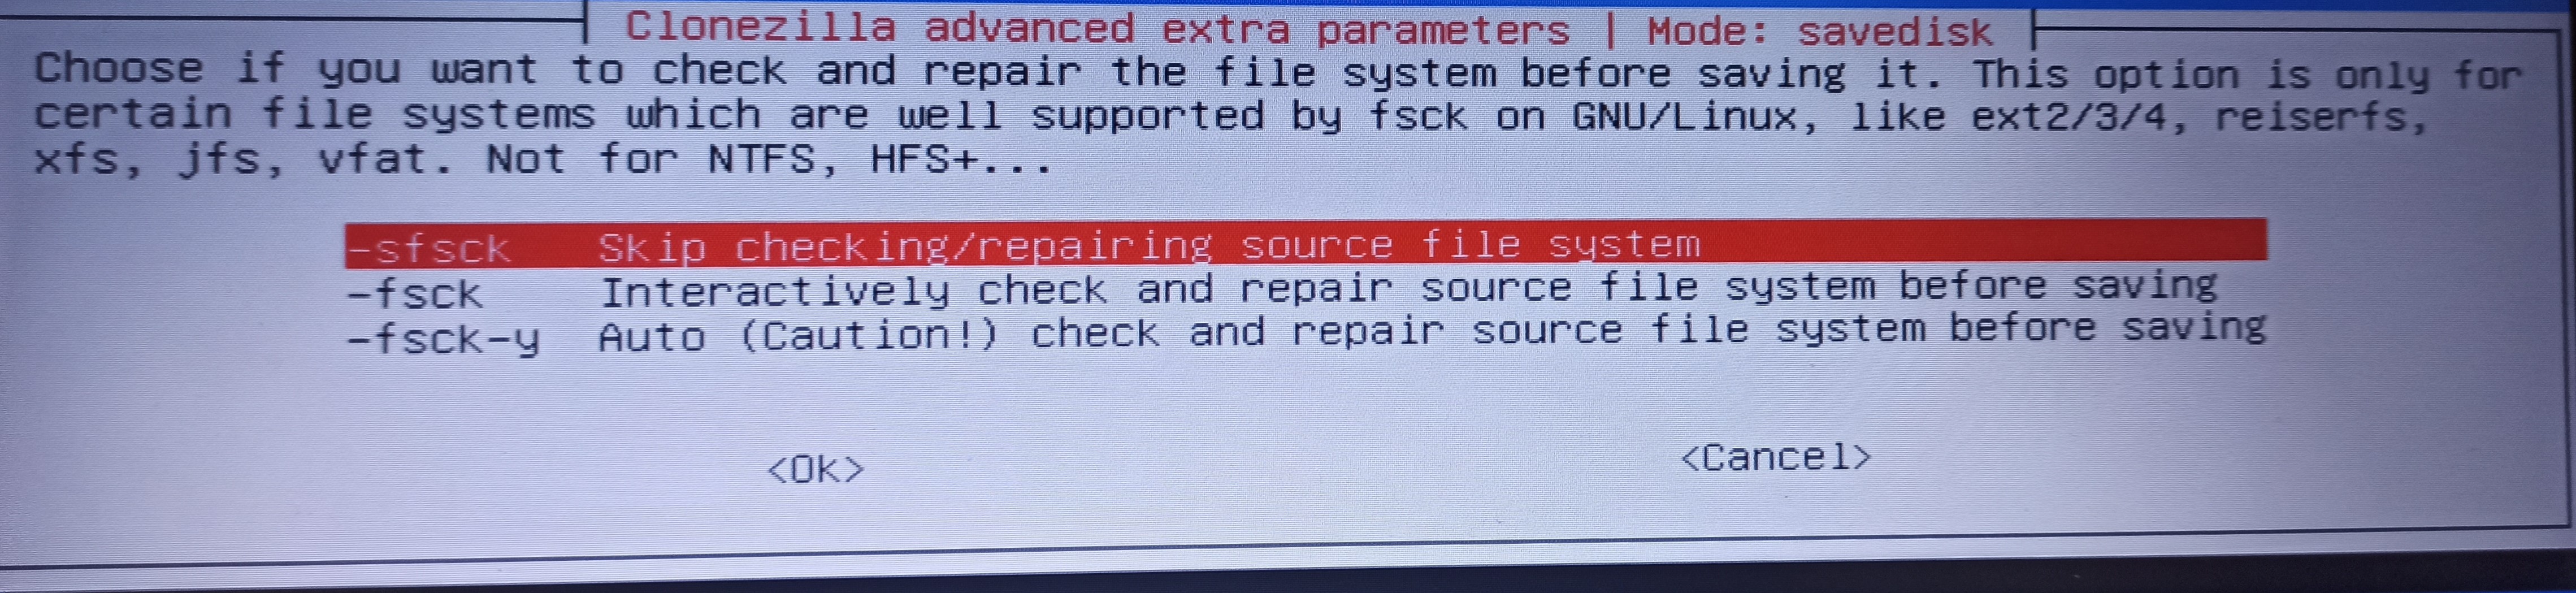 Clonezilla advanced extra parameters | Mode: savedisk
Choose if you want to check and repair the file system before saving it. This option is only for
certain file systems which are well supported by fsck on GNU/Linux, like ext2/3/4, reiserfs,
xfs, jfs, vfat. Not for NTFS, HFS+...
-sfsck Skip checking/repairing source file system
-fsck Interactively check and repair source file system before saving
-fsck-y Auto (Caution!) check and repair source file system before saving
<Ok> <Cancel>